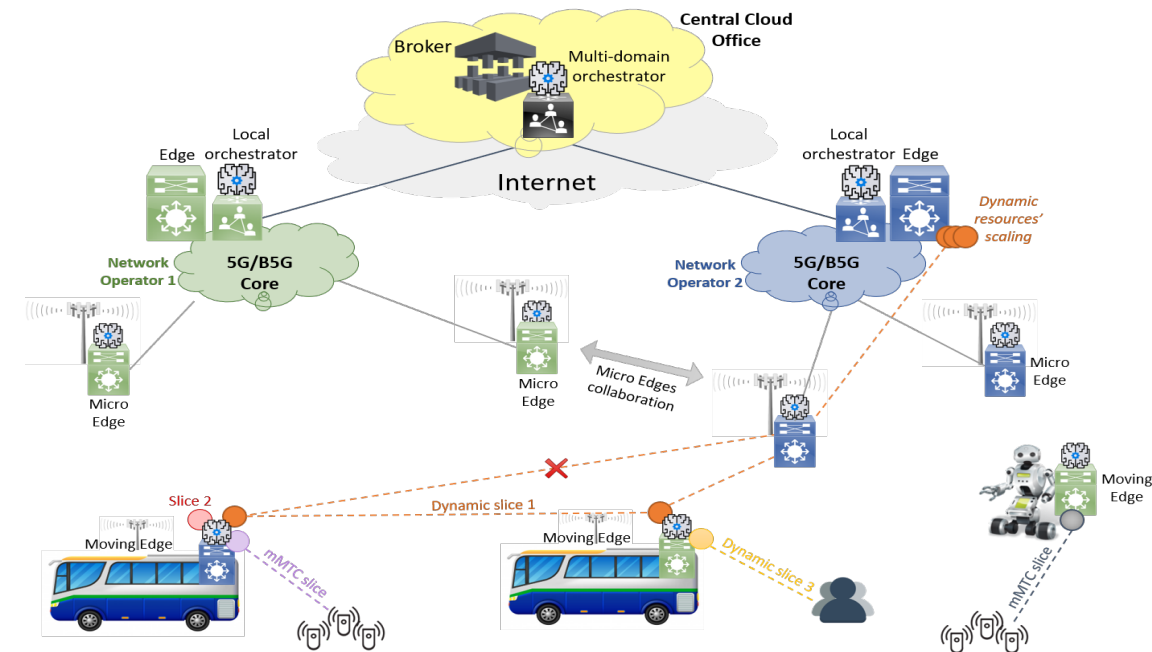 Central Cloud
Office
Broker
Multi-domain
orchestrator
Internet
Edge
Local
orchestrator
Local
orchestrator
Edge
Dynamic
resources'
scaling
Network
Operator 1
5G/B5G
Core
Network
Operator 2
5G/B5G
Core
Micro
Edge
Micro
Edge
Micro Edges
collaboration
Micro
Edge
Slice 2
Dynamic slice 1
Moving Edge
mMTC slice
Moving Edge
Dynamic slice 3
Moving
Edge
mMTC slice